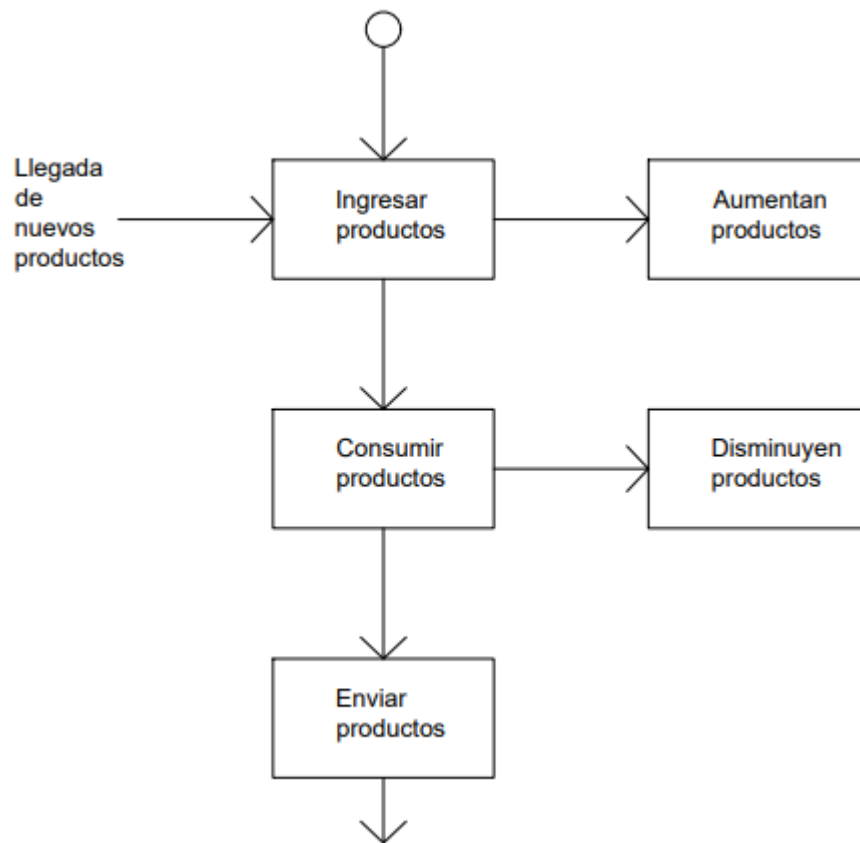 Llegada
de
nuevos
productos
Ingresar
productos
Aumentan
productos
Consumir
productos
Disminuyen
productos
Enviar
productos